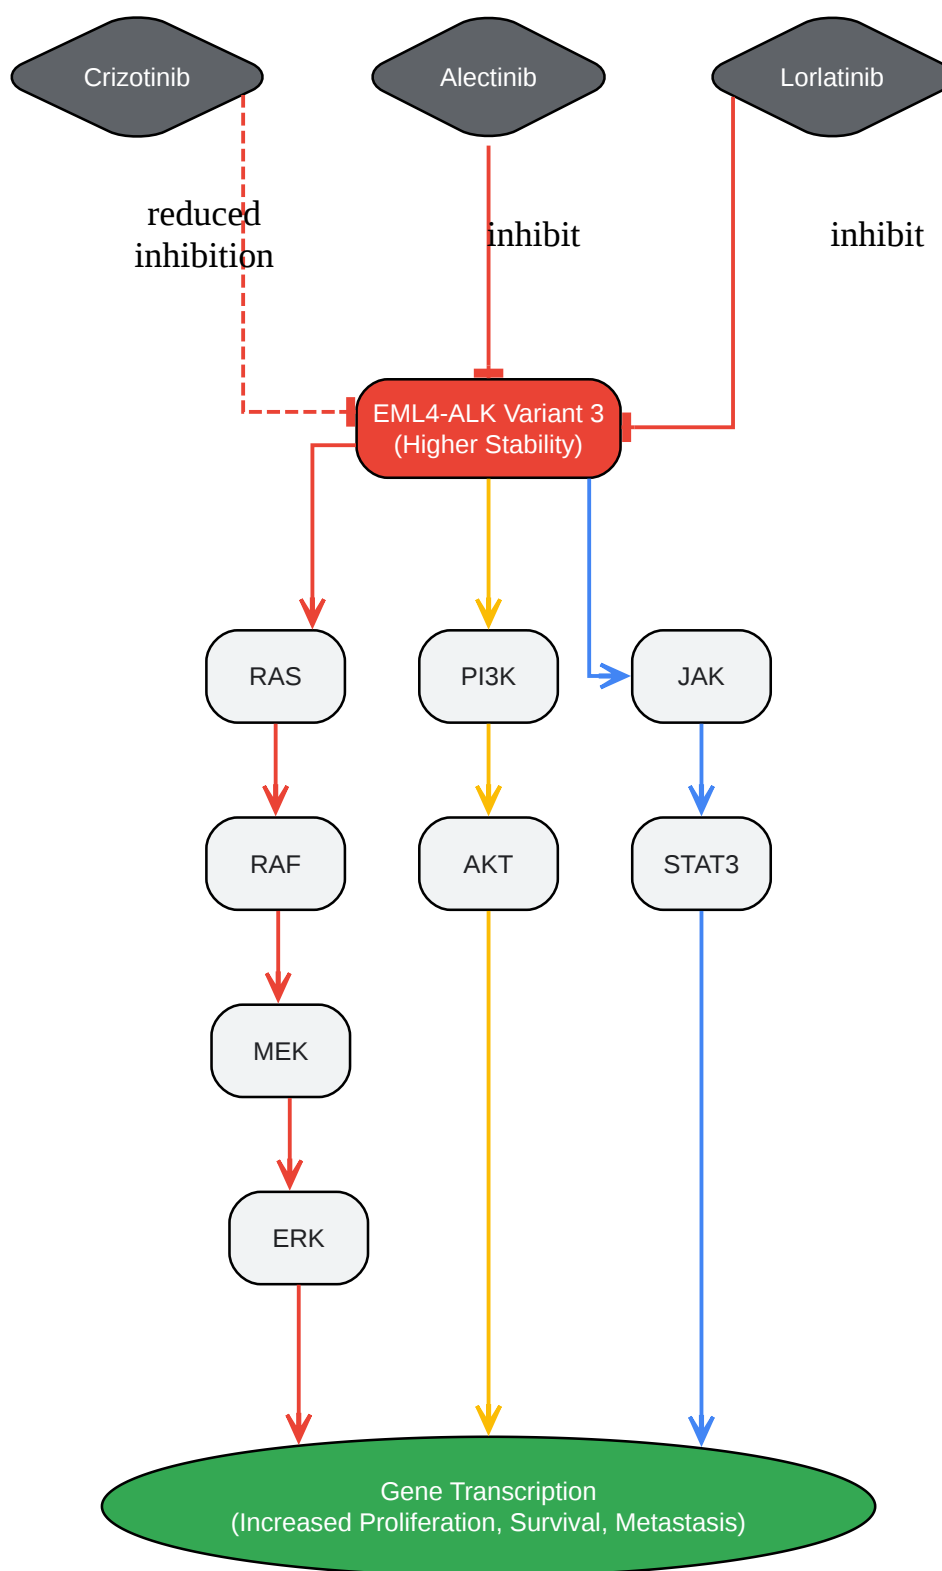 Crizotinib
Alectinib
Lorlatinib
reduced
inhibition
inhibit
inhibit
EML4-ALK Variant 3
(Higher Stability)
RAS
PI3K
JAK
RAF
AKT
STAT3
MEK
ERK
Gene Transcription
(Increased Proliferation, Survival, Metastasis)